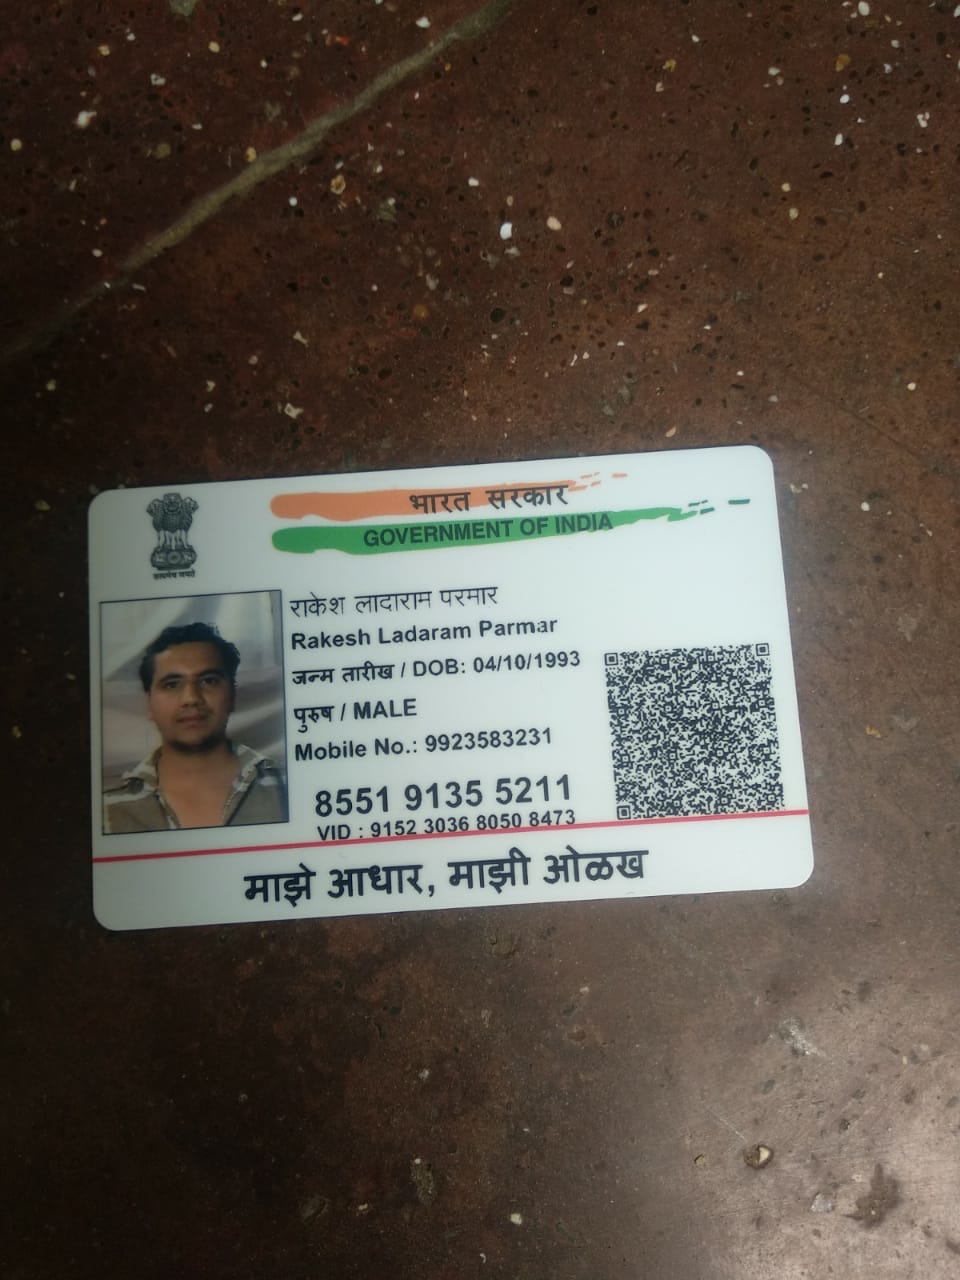 सत्यमेव जयते
भारत सरकार
GOVERNMENT OF INDIA
राकेश लादाराम परमार
Rakesh Ladaram Parmar
जन्म तारीख / DOB: 04/10/1993
पुरुष / MALE
Mobile No.: 9923583231
8551 9135 5211
VID : 9152 3036 8050 8473
माझे आधार, माझी ओळख